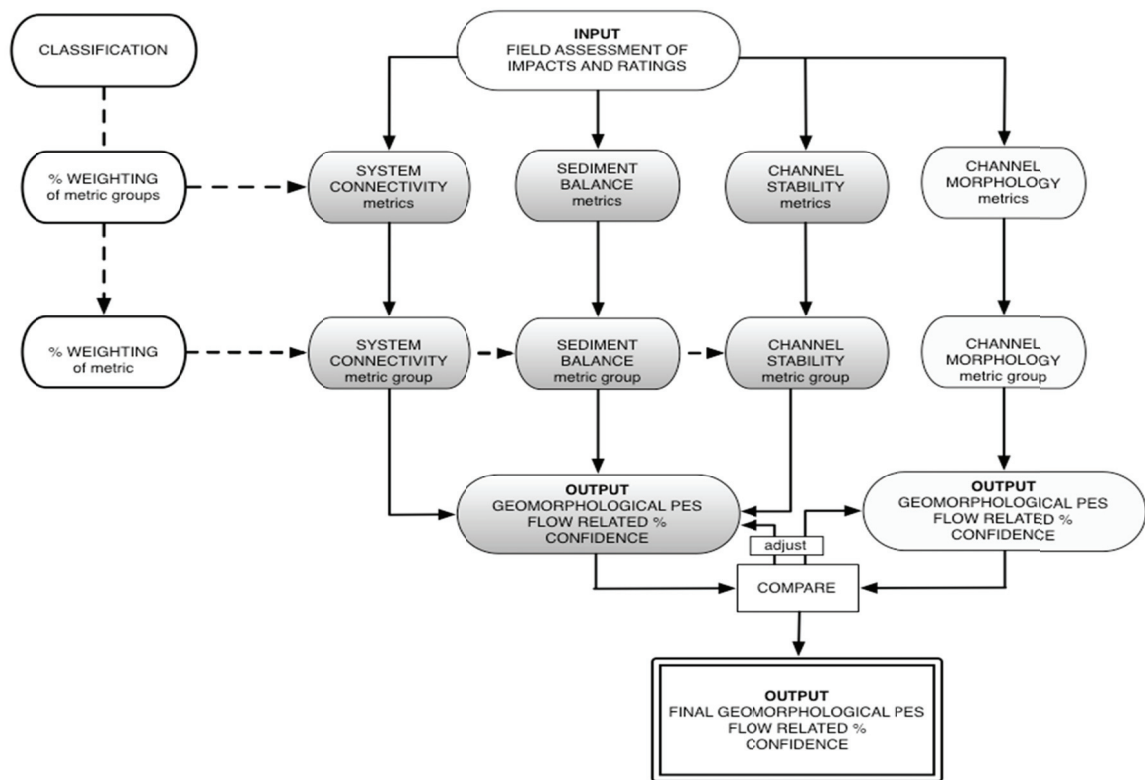 CLASSIFICATION
INPUT
FIELD ASSESSMENT OF
IMPACTS AND RATINGS
% WEIGHTING
of metric groups
SYSTEM
CONNECTIVITY
metrics
SEDIMENT
BALANCE
metrics
CHANNEL
STABILITY
metrics
CHANNEL
MORPHOLOGY
metrics
% WEIGHTING
of metric
SYSTEM
CONNECTIVITY
metric group
SEDIMENT
BALANCE
metric group
CHANNEL
STABILITY
metric group
CHANNEL
MORPHOLOGY
metric group
OUTPUT
GEOMORPHOLOGICAL PES
FLOW RELATED %
CONFIDENCE
OUTPUT
GEOMORPHOLOGICAL PES
FLOW RELATED %
CONFIDENCE
adjust
COMPARE
OUTPUT
FINAL GEOMORPHOLOGICAL PES
FLOW RELATED %
CONFIDENCE